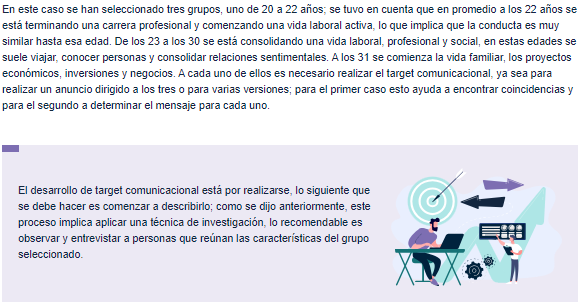 En este caso se han seleccionado tres grupos, uno de 20 a 22 años; se tuvo en cuenta que en promedio a los 22 años se
está terminando una carrera profesional y comenzando una vida laboral activa, lo que implica que la conducta es muy
similar hasta esa edad. De los 23 a los 30 se está consolidando una vida laboral, profesional y social, en estas edades se
suele viajar, conocer personas y consolidar relaciones sentimentales. A los 31 se comienza la vida familiar, los proyectos
económicos, inversiones y negocios. A cada uno de ellos es necesario realizar el target comunicacional, ya sea para
realizar un anuncio dirigido a los tres o para varias versiones; para el primer caso esto ayuda a encontrar coincidencias y
para el segundo a determinar el mensaje para cada uno.
El desarrollo de target comunicacional está por realizarse, lo siguiente que
se debe hacer es comenzar a describirlo; como se dijo anteriormente, este
proceso implica aplicar una técnica de investigación, lo recomendable es
observar y entrevistar a personas que reúnan las características del grupo
seleccionado.